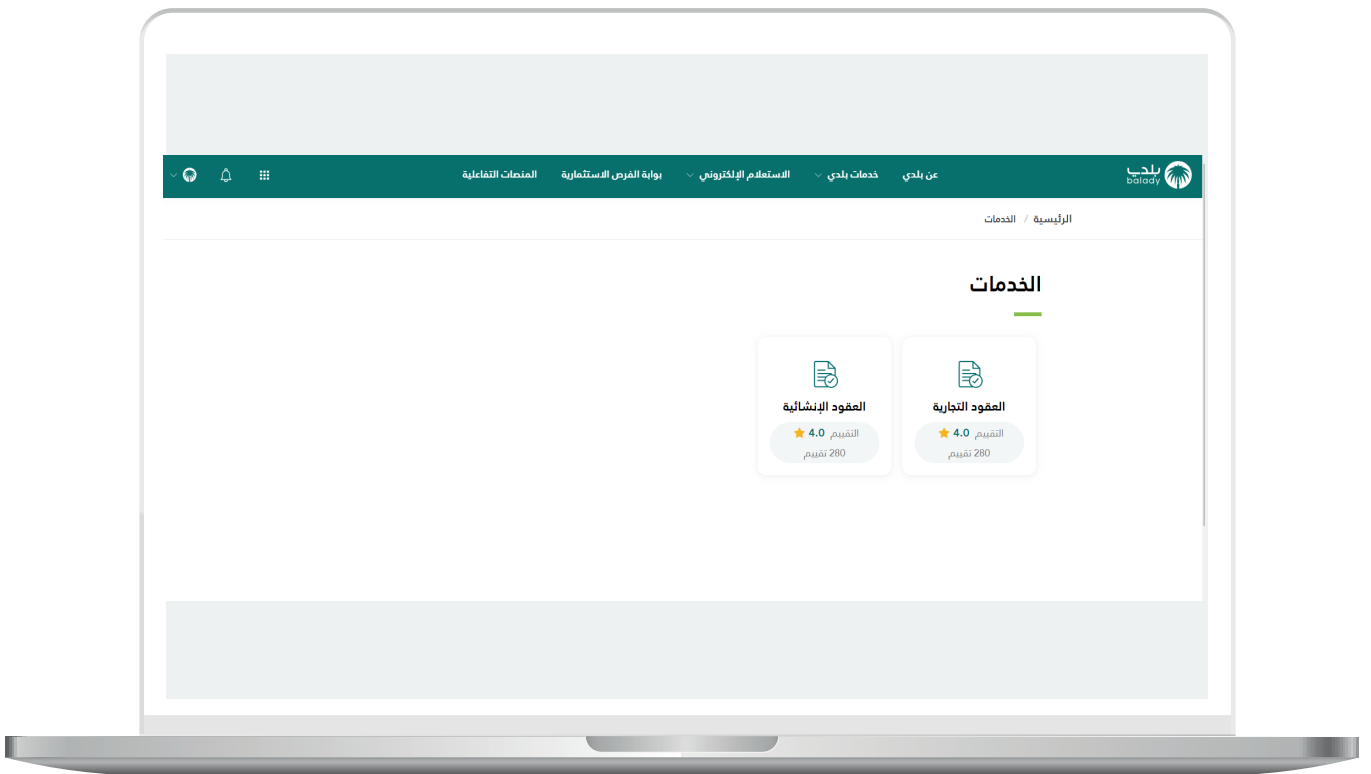 بلدي
balady
عن بلدي
خدمات بلدي
الاستعلام الإلكتروني
بوابة الفرص الاستثمارية
المنصات التفاعلية
الرئيسية / الخدمات
الخدمات
العقود التجارية
التقييم 4.0
280 تقييم
العقود الإنشائية
التقييم 4.0
280 تقييم